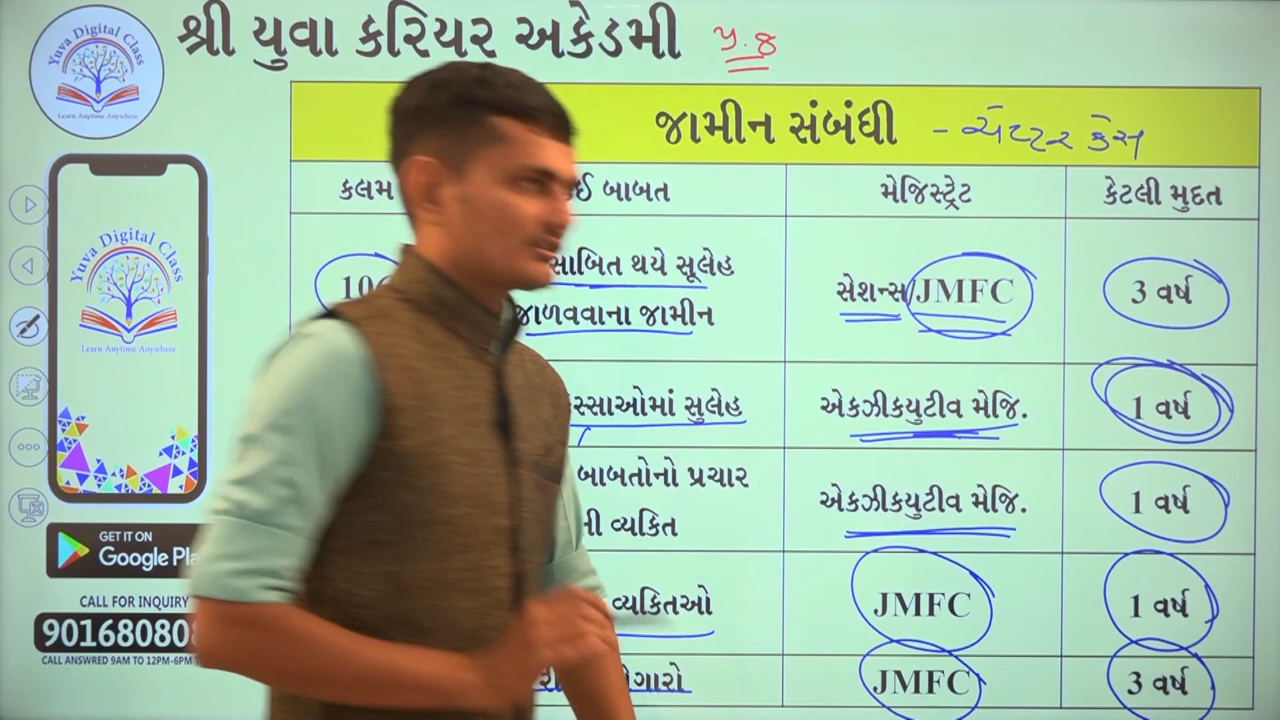 Yuva Digital Class
Learn Anytime Anywhere
શ્રી યુવા કરિયર અકેડમી
પ્ર.8
જામીન સંબંધી - ચેપ્ટર કેસ
કલમ
બાબત
મેજિસ્ટ્રેટ
કેટલી મુદત
સાબિત થયે સૂલેહ
જાળવવાના જામીન
સેશન્સ JMFC
3 વર્ષ
સુલેહ
એકઝીકયુટીવ મેજિ.
1 વર્ષ
બાબતોનો પ્રચાર
વ્યકિત
એકઝીકયુટીવ મેજિ.
1 વર્ષ
વ્યકિતઓ
JMFC
1 વર્ષ
JMFC
3 વર્ષ
Yuva Digital Class
Learn Anytime Anywhere
GET IT ON
Google
CALL FOR INQUIRY
CALL ANSWRED 9AM TO 12PM-6PM